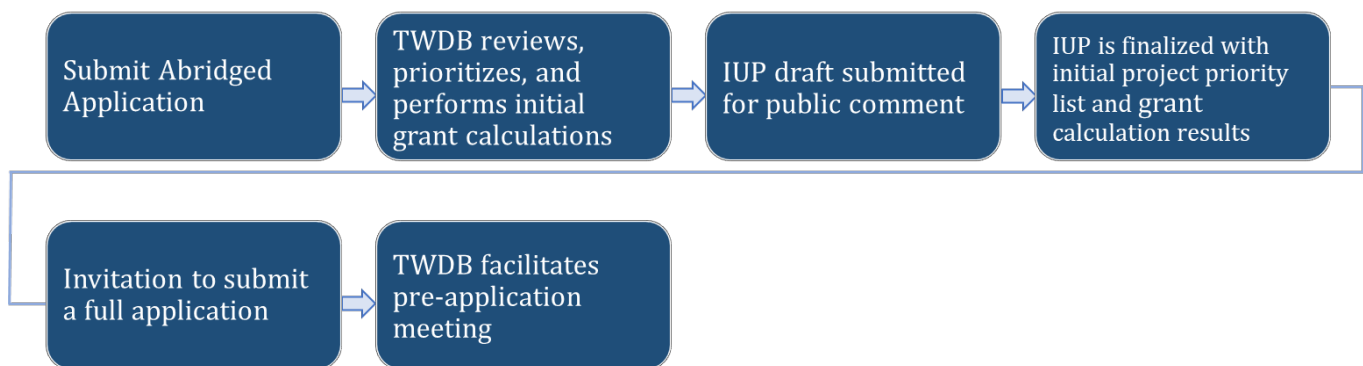 Submit Abridged
Application
TWDB reviews,
prioritizes, and
performs initial
grant calculations
IUP draft submitted
for public comment
IUP is finalized with
initial project priority
list and grant
calculation results
Invitation to submit
a full application
TWDB facilitates
pre-application
meeting